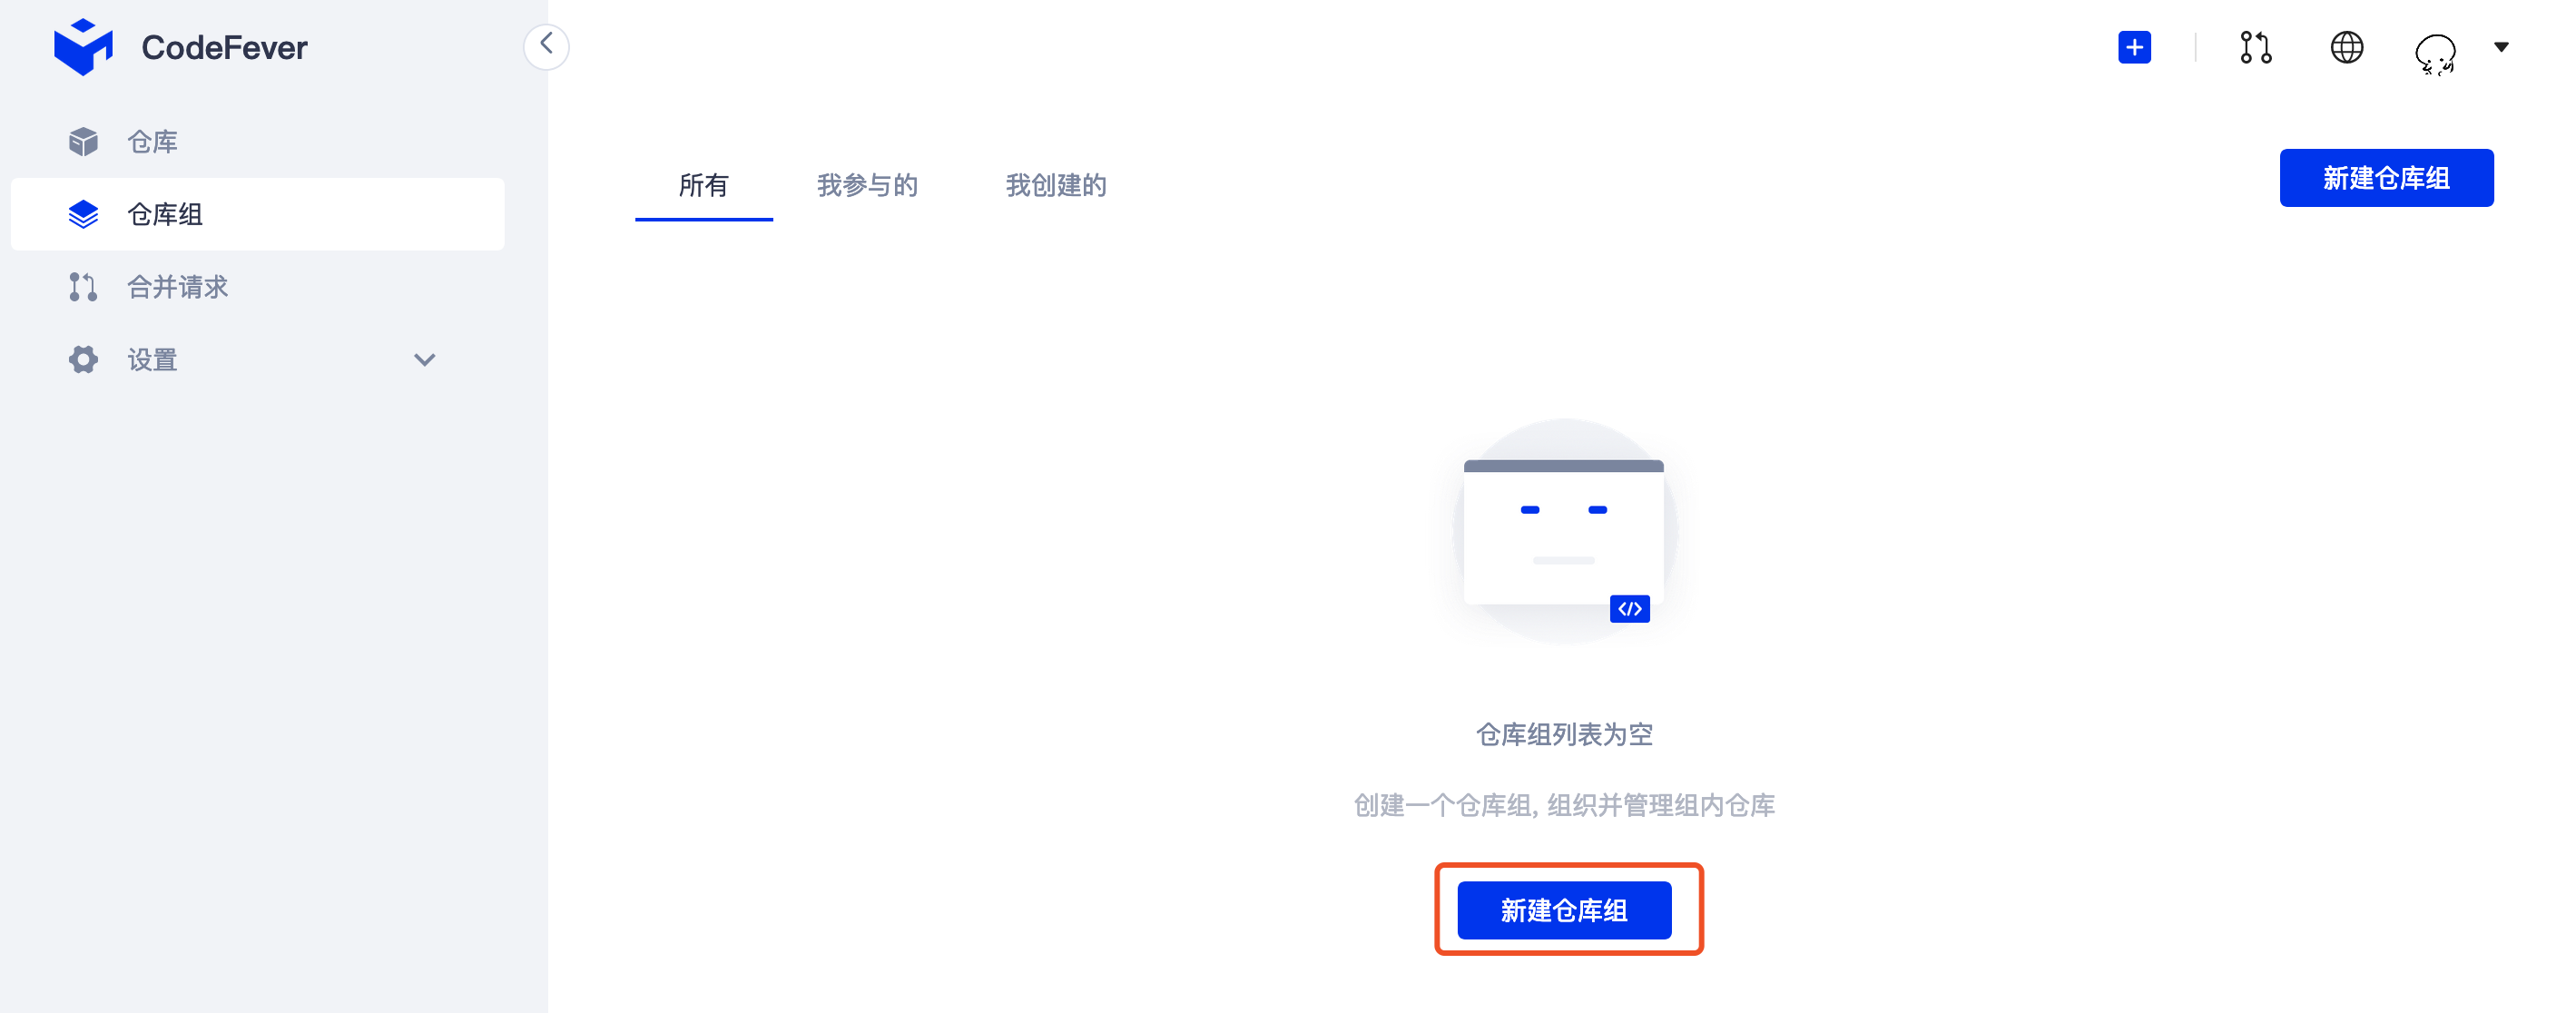 CodeFever
仓库
仓库组
合并请求
设置
所有
我参与的
我创建的
新建仓库组
</>
仓库组列表为空
创建一个仓库组, 组织并管理组内仓库
新建仓库组